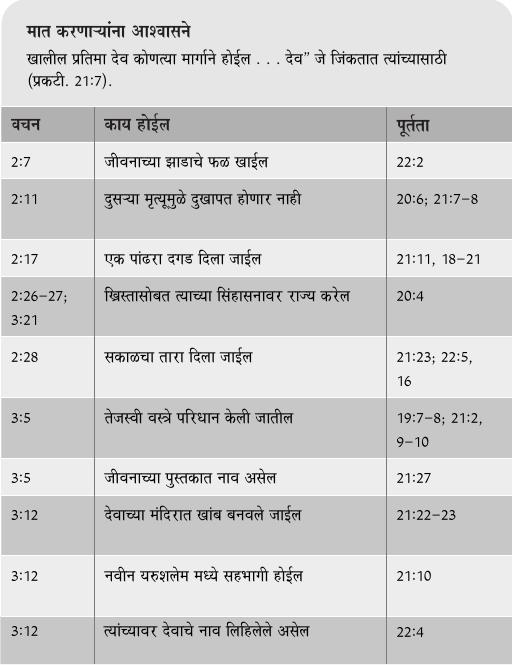 मात करणाऱ्यांना आश्वासने
खालील प्रतिमा देव कोणत्या मार्गाने होईल . . . देव” जे जिंकतात त्यांच्यासाठी
(प्रकटी. 21:7).
वचन काय होईल पूर्तता
2:7 जीवनाच्या झाडाचे फळ खाईल 22:2
2:11 दुसऱ्या मृत्यूमुळे दुखापत होणार नाही 20:6; 21:7–8
2:17 एक पांढरा दगड दिला जाईल 21:11, 18–21
2:26–27; ख्रिस्तासोबत त्याच्या सिंहासनावर राज्य करेल 20:4
3:21
2:28 सकाळचा तारा दिला जाईल 21:23; 22:5,
16
3:5 तेजस्वी वस्त्रे परिधान केली जातील 19:7–8; 21:2,
9–10
3:5 जीवनाच्या पुस्तकात नाव असेल 21:27
3:12 देवाच्या मंदिरात खांब बनवले जाईल 21:22–23
3:12 नवीन यरुशलेम मध्ये सहभागी होईल 21:10
3:12 त्यांच्यावर देवाचे नाव लिहिलेले असेल 22:4